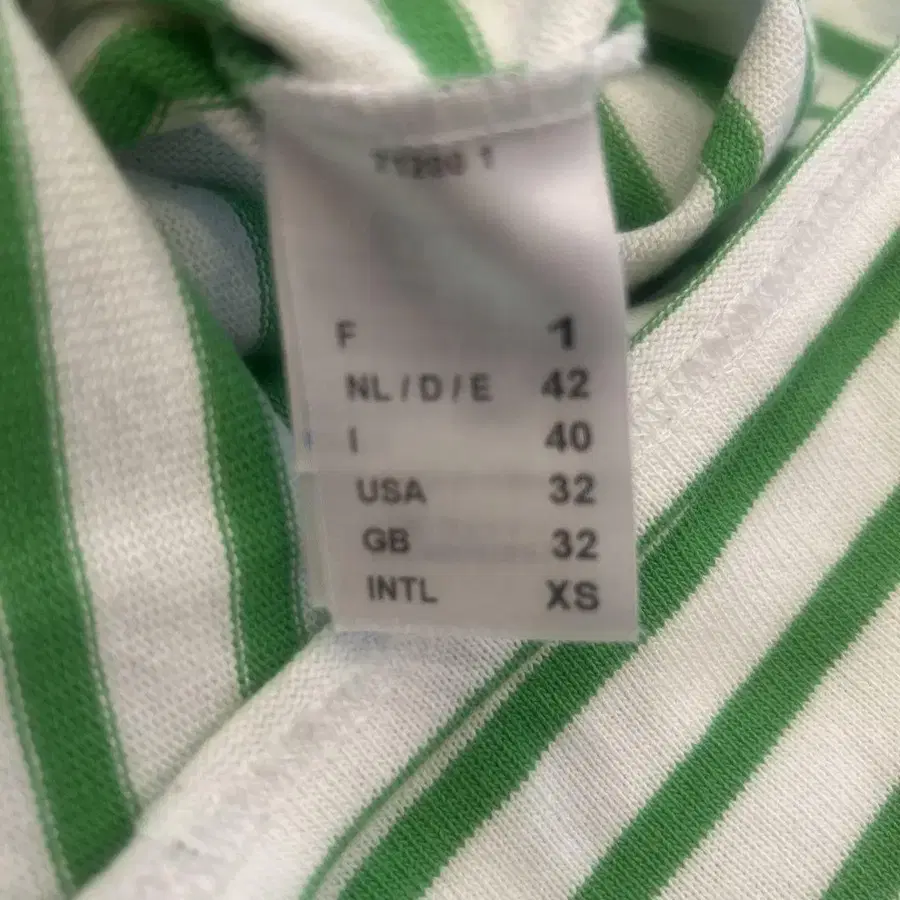 F 1
NL / D / E 42
I 40
USA 32
GB 32
INTL XS